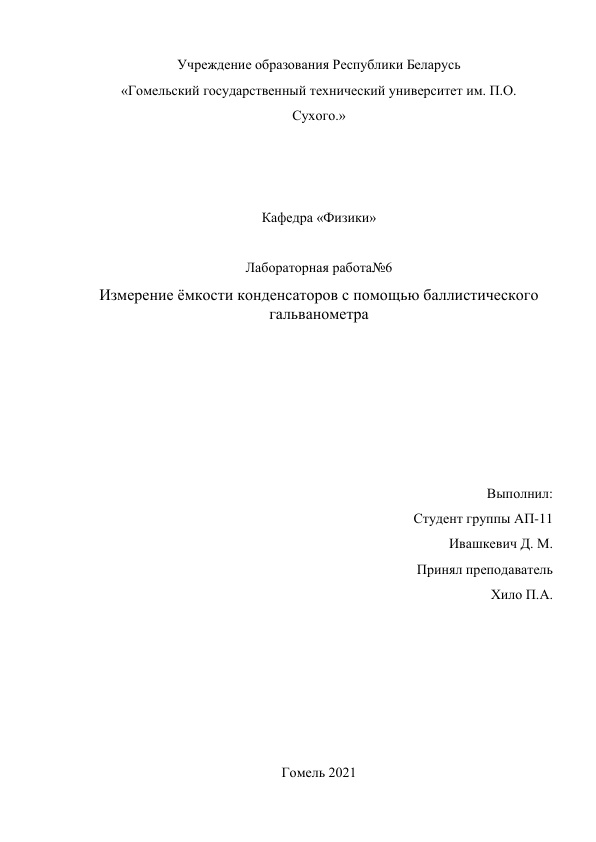 Учреждение образования Республики Беларусь
«Гомельский государственный технический университет им. П.О.
Сухого.»
Кафедра «Физики»
Лабораторная работа№6
Измерение ёмкости конденсаторов с помощью баллистического
гальванометра
Выполнил:
Студент группы АП-11
Ивашкевич Д. М.
Принял преподаватель
Хило П.А.
Гомель 2021